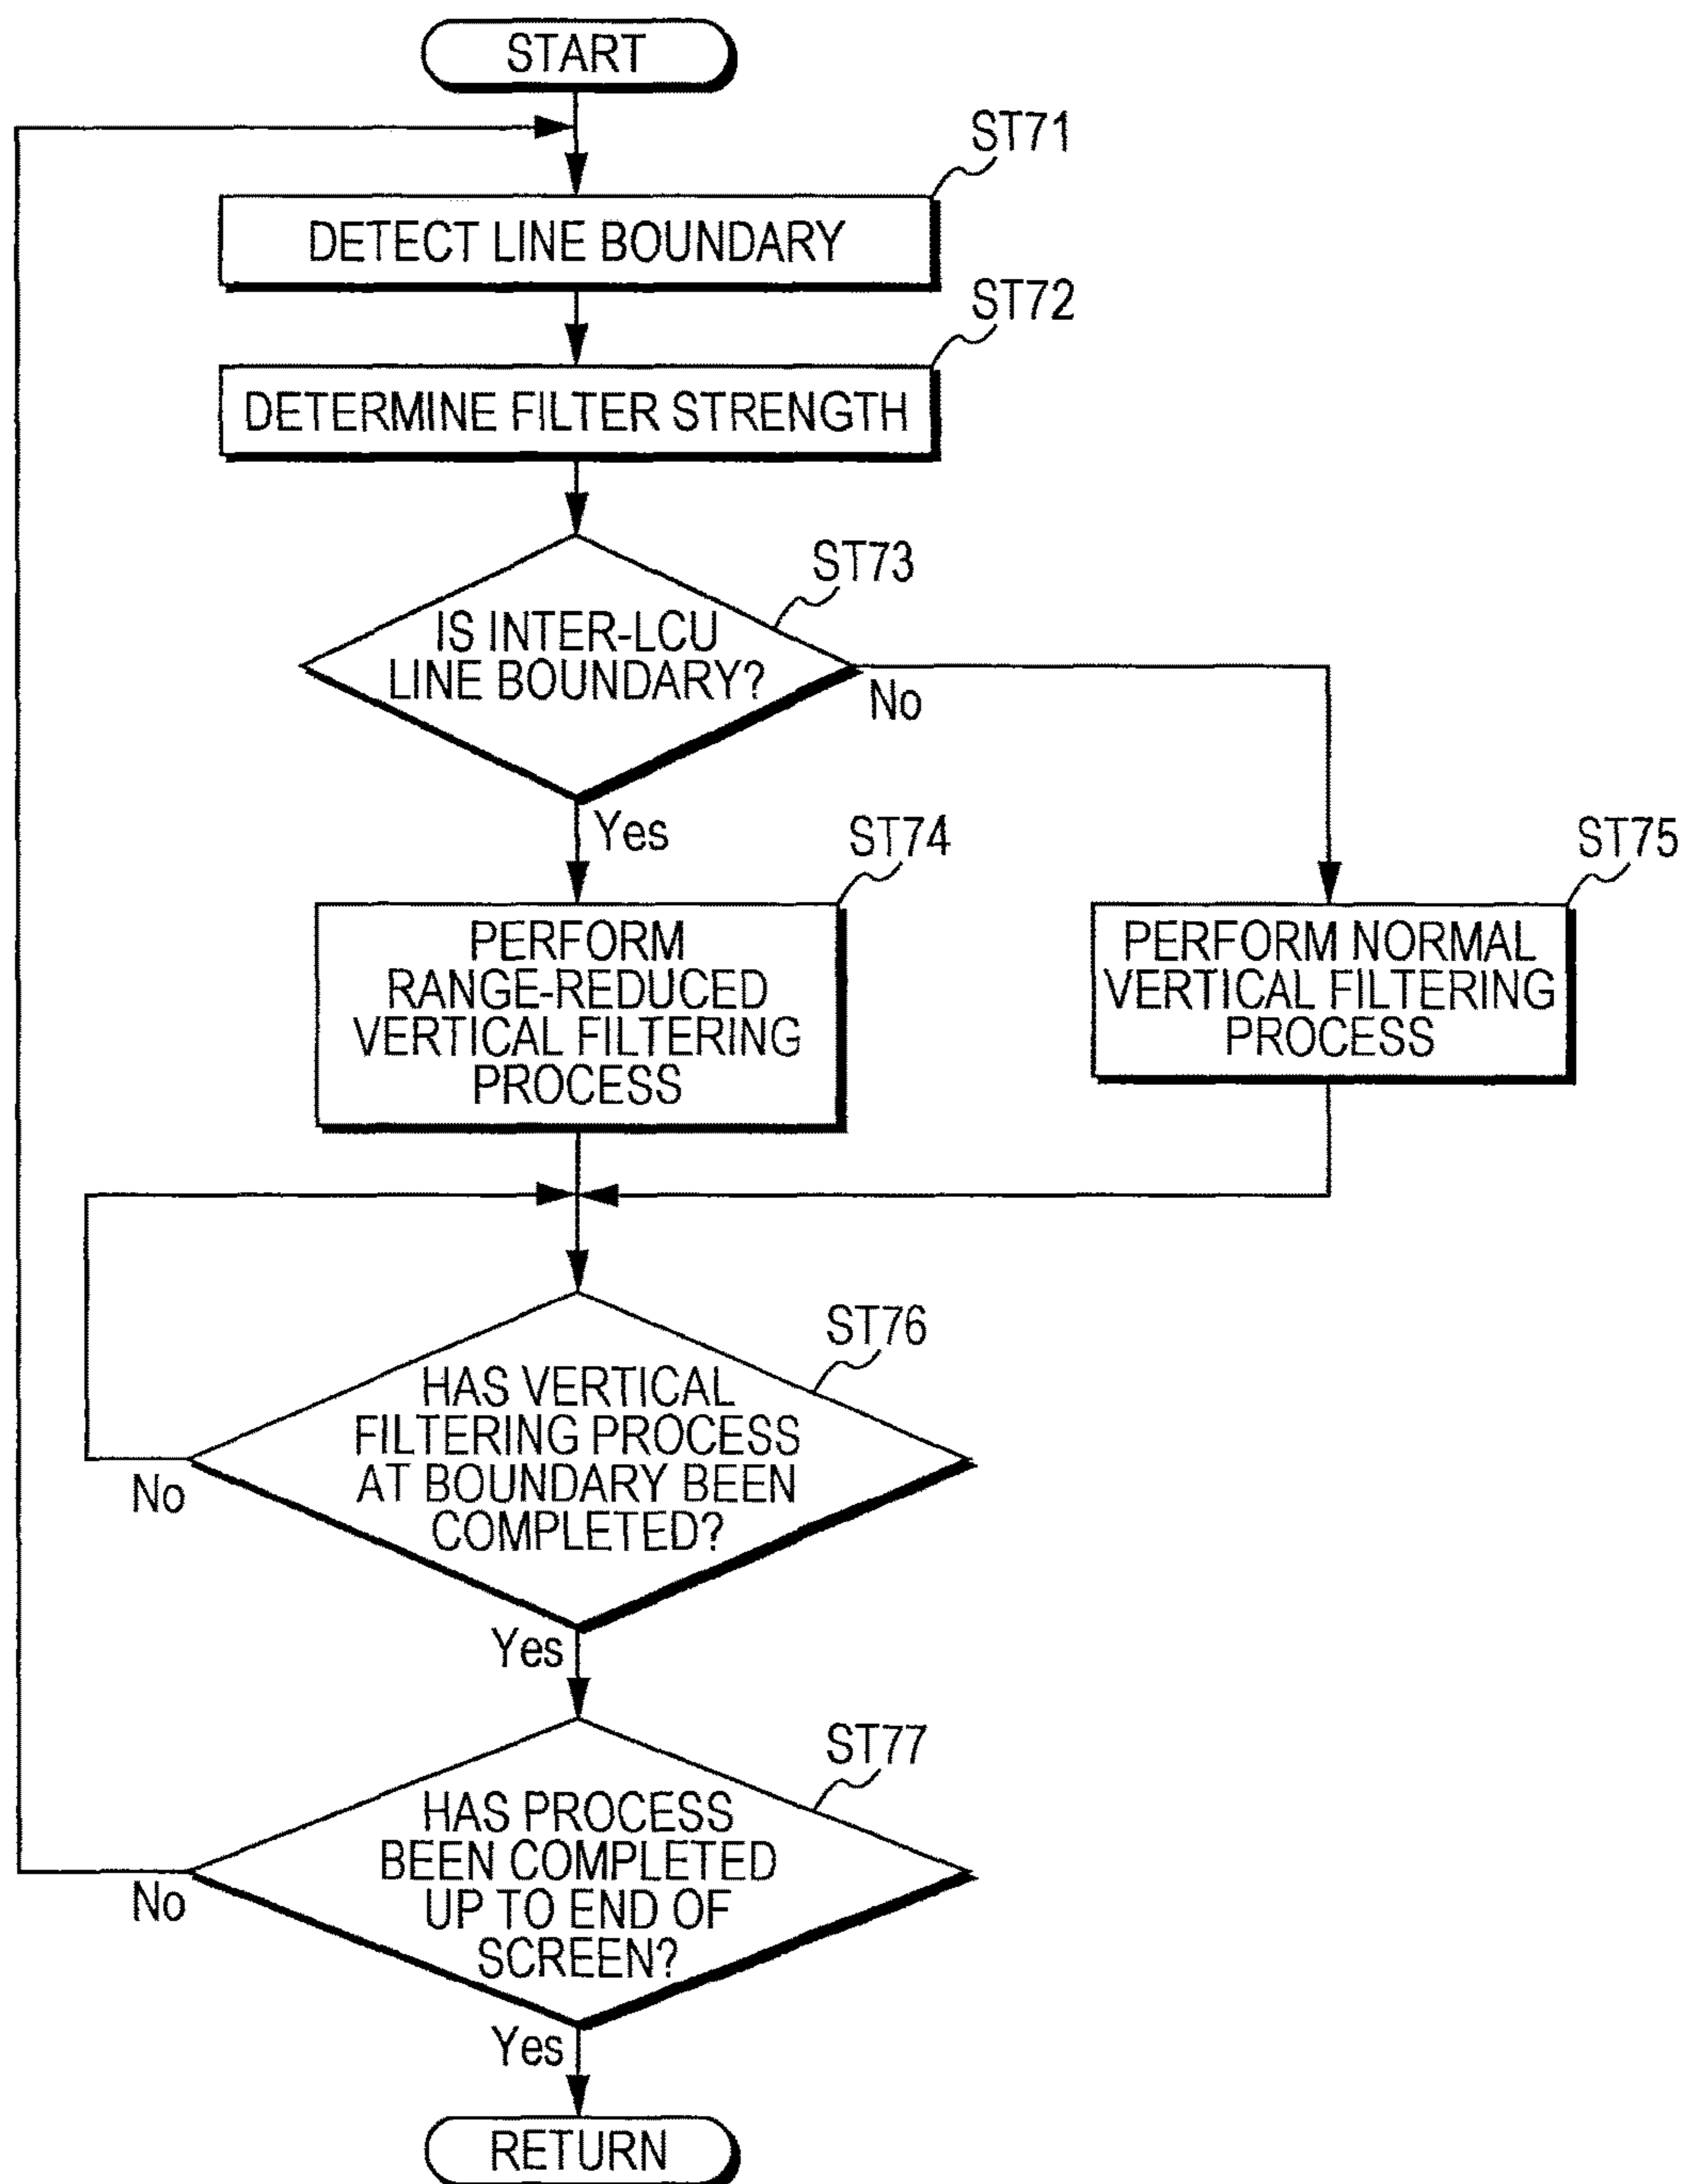 START
ST71
DETECT LINE BOUNDARY
ST72
DETERMINE FILTER STRENGTH
ST73
IS INTER-LCU
LINE BOUNDARY?
No
Yes
ST74
PERFORM
RANGE-REDUCED
VERTICAL FILTERING
PROCESS
ST75
PERFORM NORMAL
VERTICAL FILTERING
PROCESS
ST76
HAS VERTICAL
FILTERING PROCESS
AT BOUNDARY BEEN
COMPLETED?
No
Yes
ST77
HAS PROCESS
BEEN COMPLETED
UP TO END OF
SCREEN?
No
Yes
RETURN